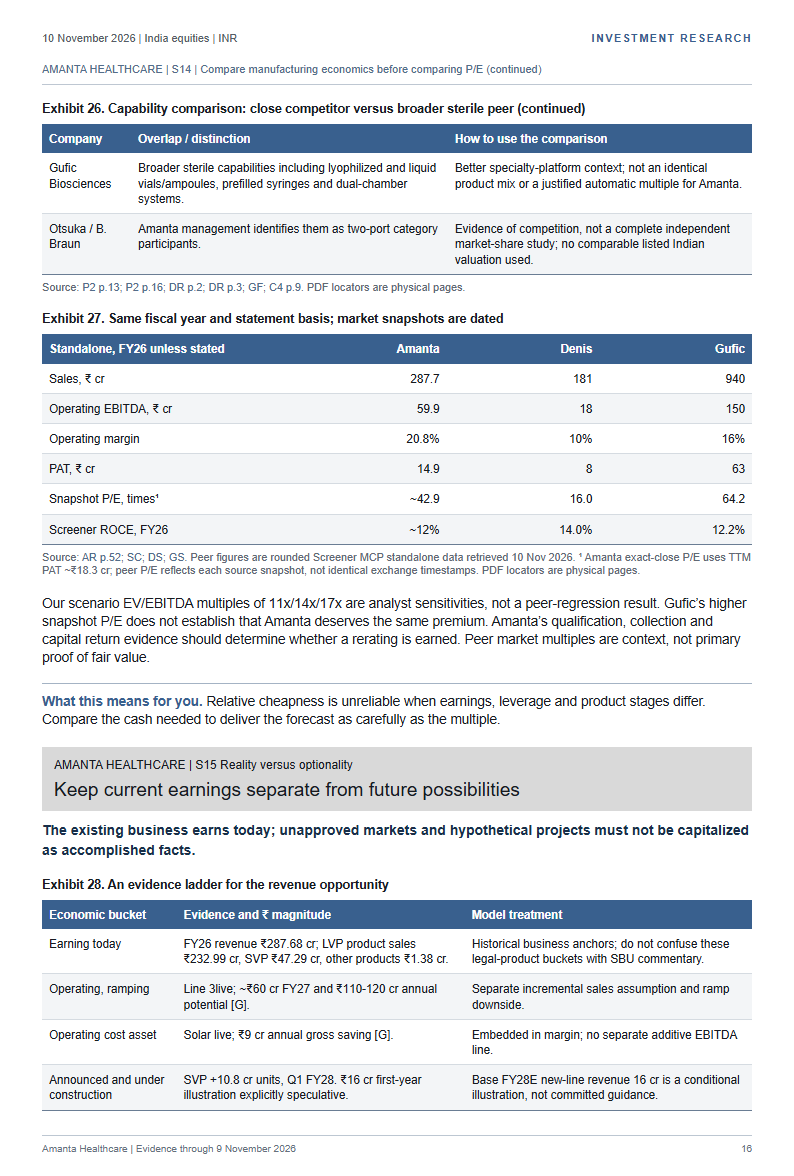 10 November 2026 | India equities | INR
INVESTMENT RESEARCH
AMANTA HEALTHCARE | S14 | Compare manufacturing economics before comparing P/E (continued)
Exhibit 26. Capability comparison: close competitor versus broader sterile peer (continued)
Company Overlap / distinction How to use the comparison
Gufic Broader sterile capabilities including lyophilized and liquid Better specialty-platform context; not an identical
Biosciences vials/ampoules, prefilled syringes and dual-chamber product mix or a justified automatic multiple for Amanta.
systems.
Otsuka / B. Amanta management identifies them as two-port category Evidence of competition, not a complete independent
Braun participants. market-share study; no comparable listed Indian
valuation used.
Source: P2 p.13; P2 p.16; DR p.2; DR p.3; GF; C4 p.9. PDF locators are physical pages.
Exhibit 27. Same fiscal year and statement basis; market snapshots are dated
Standalone, FY26 unless stated Amanta Denis Gufic
Sales, ₹ cr 287.7 181 940
Operating EBITDA, ₹ cr 59.9 18 150
Operating margin 20.8% 10% 16%
PAT, ₹ cr 14.9 8 63
Snapshot P/E, times¹ ~42.9 16.0 64.2
Screener ROCE, FY26 ~12% 14.0% 12.2%
Source: AR p.52; SC; DS; GS. Peer figures are rounded Screener MCP standalone data retrieved 10 Nov 2026. ¹ Amanta exact-close P/E uses TTM
PAT ~₹18.3 cr; peer P/E reflects each source snapshot, not identical exchange timestamps. PDF locators are physical pages.
Our scenario EV/EBITDA multiples of 11x/14x/17x are analyst sensitivities, not a peer-regression result. Gufic’s higher
snapshot P/E does not establish that Amanta deserves the same premium. Amanta’s qualification, collection and
capital return evidence should determine whether a rerating is earned. Peer market multiples are context, not primary
proof of fair value.
What this means for you. Relative cheapness is unreliable when earnings, leverage and product stages differ.
Compare the cash needed to deliver the forecast as carefully as the multiple.
AMANTA HEALTHCARE | S15 Reality versus optionality
Keep current earnings separate from future possibilities
The existing business earns today; unapproved markets and hypothetical projects must not be capitalized
as accomplished facts.
Exhibit 28. An evidence ladder for the revenue opportunity
Economic bucket Evidence and ₹ magnitude Model treatment
Earning today FY26 revenue ₹287.68 cr; LVP product sales Historical business anchors; do not confuse these
₹232.99 cr, SVP ₹47.29 cr, other products ₹1.38 cr. legal-product buckets with SBU commentary.
Operating, ramping Line 3live; ~₹60 cr FY27 and ₹110-120 cr annual Separate incremental sales assumption and ramp
potential [G]. downside.
Operating cost asset Solar live; ₹9 cr annual gross saving [G]. Embedded in margin; no separate additive EBITDA
line.
Announced and under SVP +10.8 cr units, Q1 FY28. ₹16 cr first-year Base FY28E new-line revenue 16 cr is a conditional
construction illustration explicitly speculative. illustration, not committed guidance.
Amanta Healthcare | Evidence through 9 November 2026
16